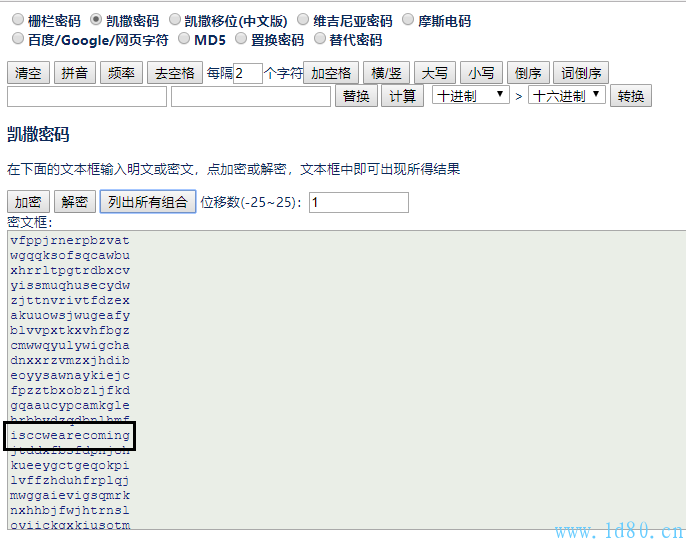 栅栏密码 凯撒密码 凯撒移位(中文版) 维吉尼亚密码 摩斯电码
百度/Google/网页字符 MD5 置换密码 替代密码
清空 拼音 频率 去空格 每隔2个字符加空格 横/竖 大写 小写 倒序 词倒序
替换 计算 十进制 > 十六进制 转换
凯撒密码
在下面的文本框输入明文或密文，点加密或解密，文本框中即可出现所得结果
加密 解密 列出所有组合 位移数(-25~25)：1
密文框：
vfppjrnerpbzvat
wgqqksofsqcawbu
xhrrltpgtrdbxcv
yissmuqhusecydw
zjttnvrivtfdzex
akuuowsjwugeafy
blvvpxtkxvhfbgz
cmwwqyulywigcha
dnxxrzvmzxjhdib
eoyysawnaykiejc
fpzztbxobzljfkd
gqaaucypcamkgle
hrbbvdzqdbnlhmf
isccwearecoming
jtddxfbsfdpnjoh
kueeygctgeqokpi
lvffzhduhfrplqj
mwggaievigsqmrk
nxhhbjfwjhtrnsl
oyiickgxkiusotm
www.ld80.cn